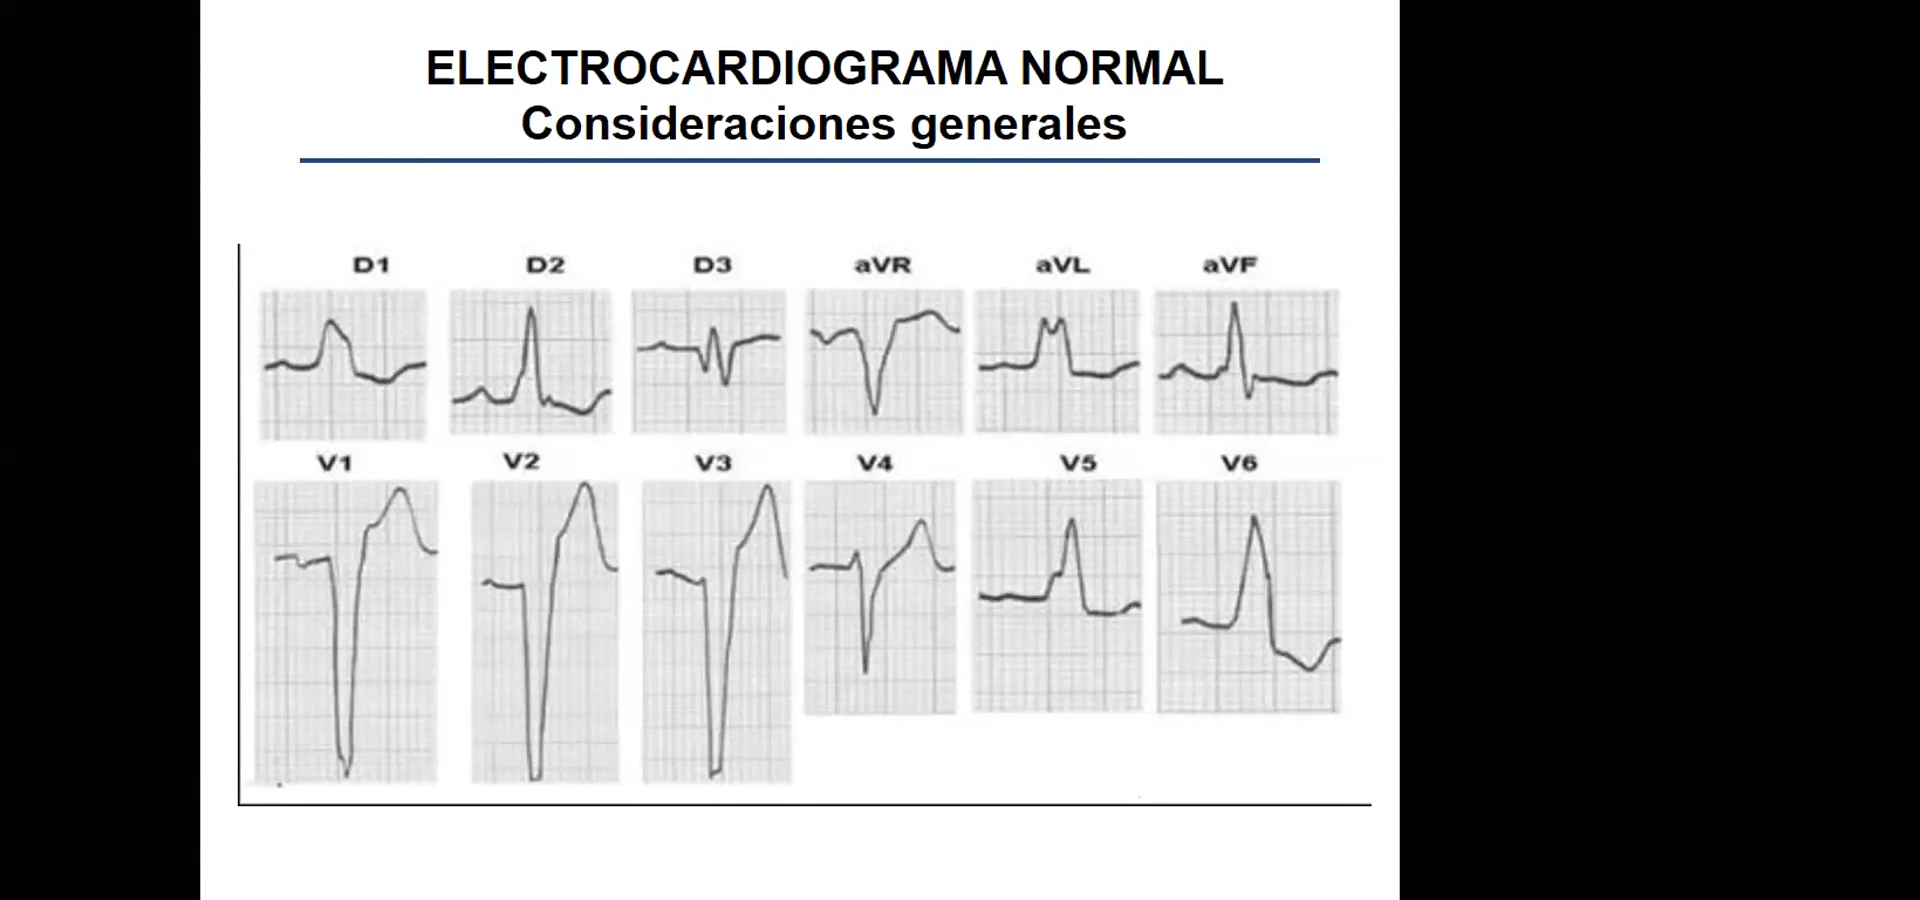 ELECTROCARDIOGRAMA NORMAL
Consideraciones generales
D1 D2 D3 aVR aVL aVF
V1 V2 V3 V4 V5 V6